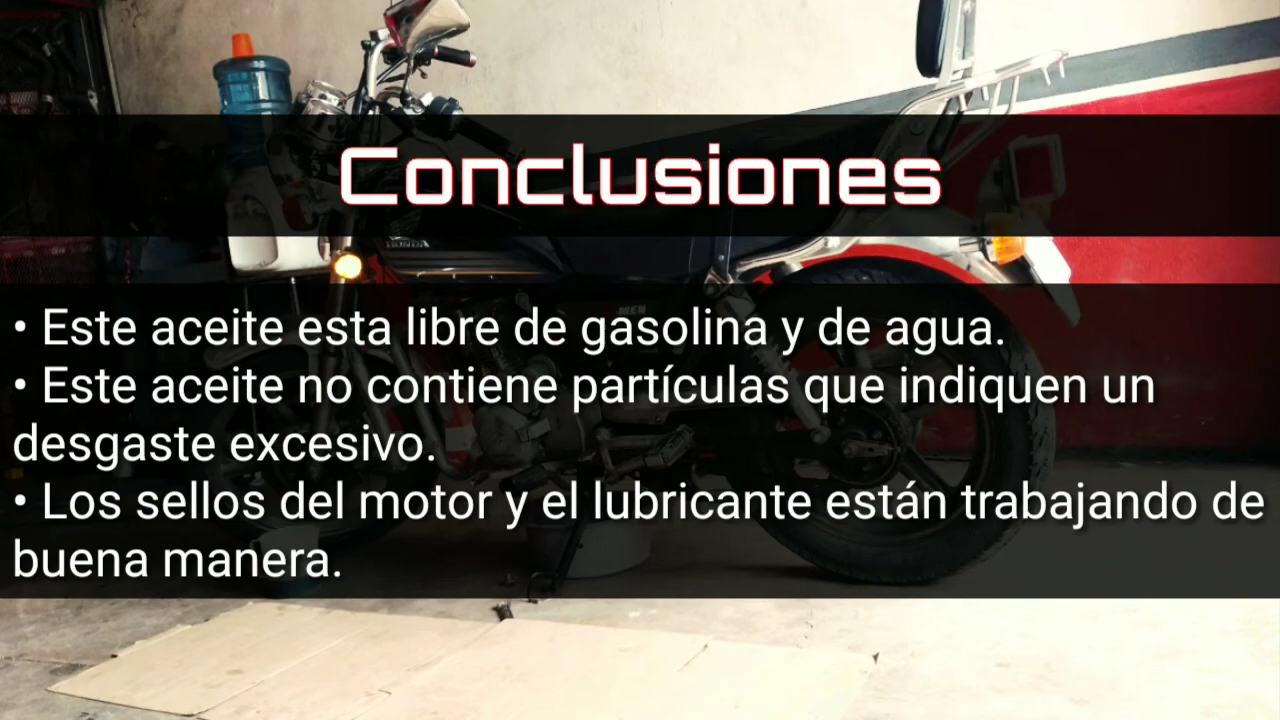 Conclusiones
HONDA
• Este aceite esta libre de gasolina y de agua.
• Este aceite no contiene partículas que indiquen un
desgaste excesivo.
• Los sellos del motor y el lubricante están trabajando de
buena manera.